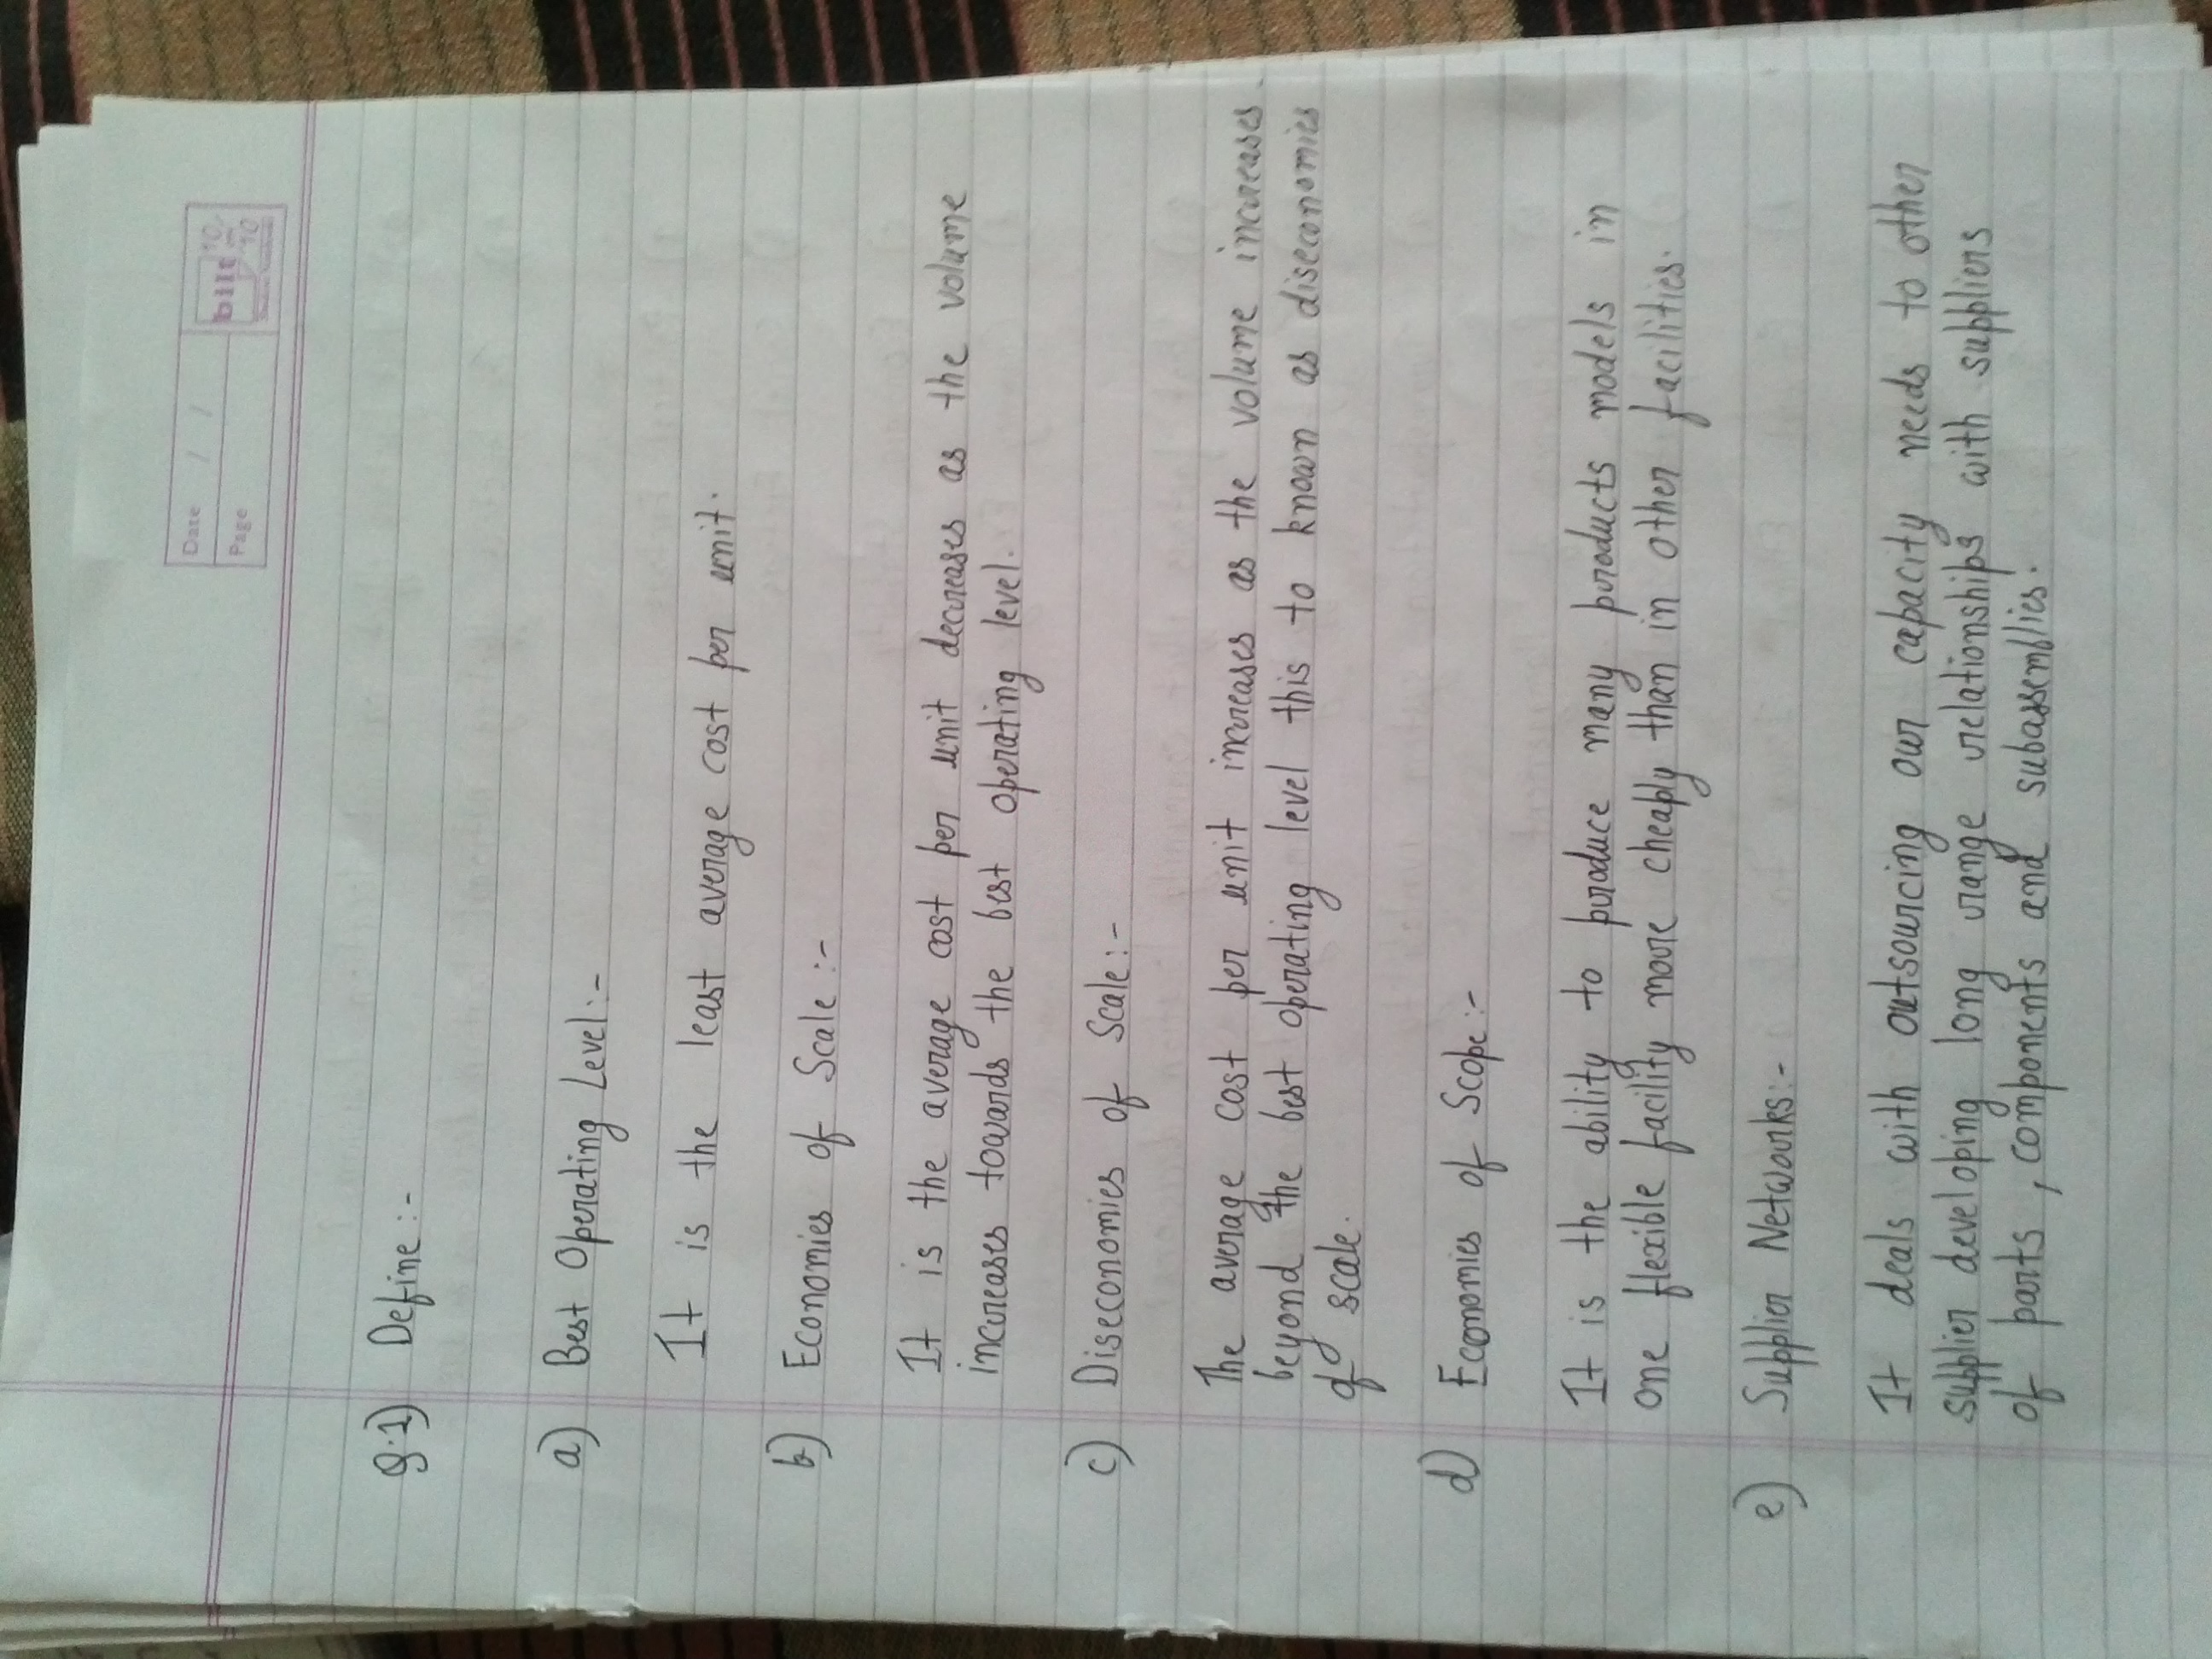 Date / /
Page
bilt
Q.1) Define:-
a) Best Operating Level:-
It is the least average cost per unit.
b) Economies of Scale:-
It is the average cost per unit decreases as the volume
increases towards the best operating level.
c) Diseconomies of Scale:-
The average cost per unit increases as the volume increases.
beyond the best operating level this to known as diseconomies
of scale.
d) Economies of Scope:-
It is the ability to produce many products models in
one flexible facility more cheaply than in other facilities.
e) Supplier Networks:-
It deals with outsourcing our capacity needs to other
supplier developing long range relationships with suppliers
of parts, components and subassemblies.